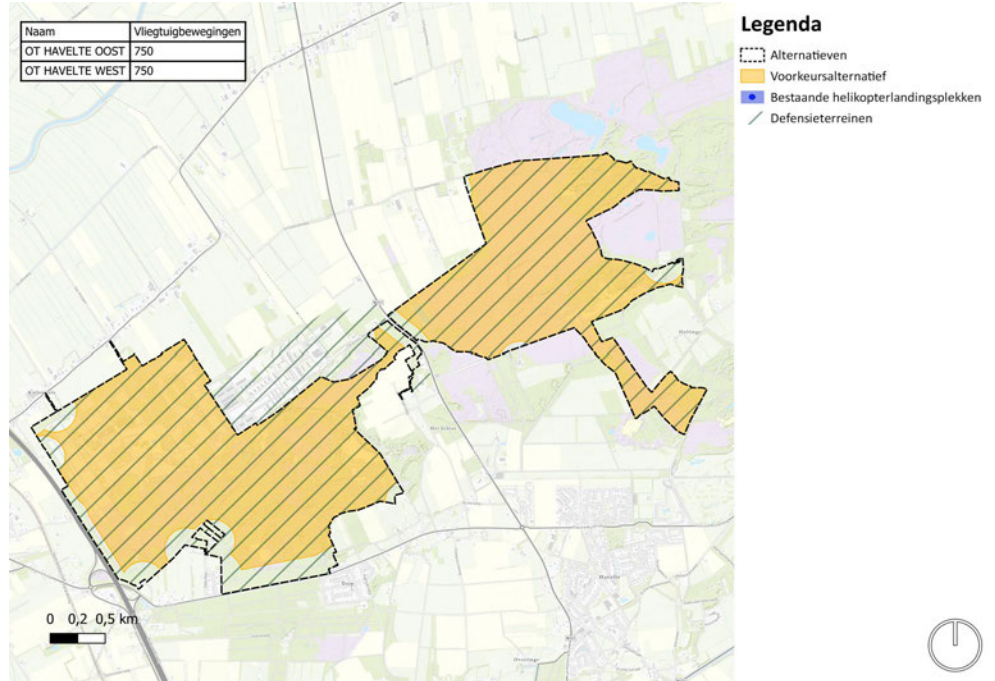 Naam Vliegtuigbewegingen
OT HAVELTE OOST 750
OT HAVELTE WEST 750
Legenda
Alternatieven
Voorkeursalternatief
Bestaande helikopterlandingsplekken
Defensieterreinen
Havelte
0 0,2 0,5 km